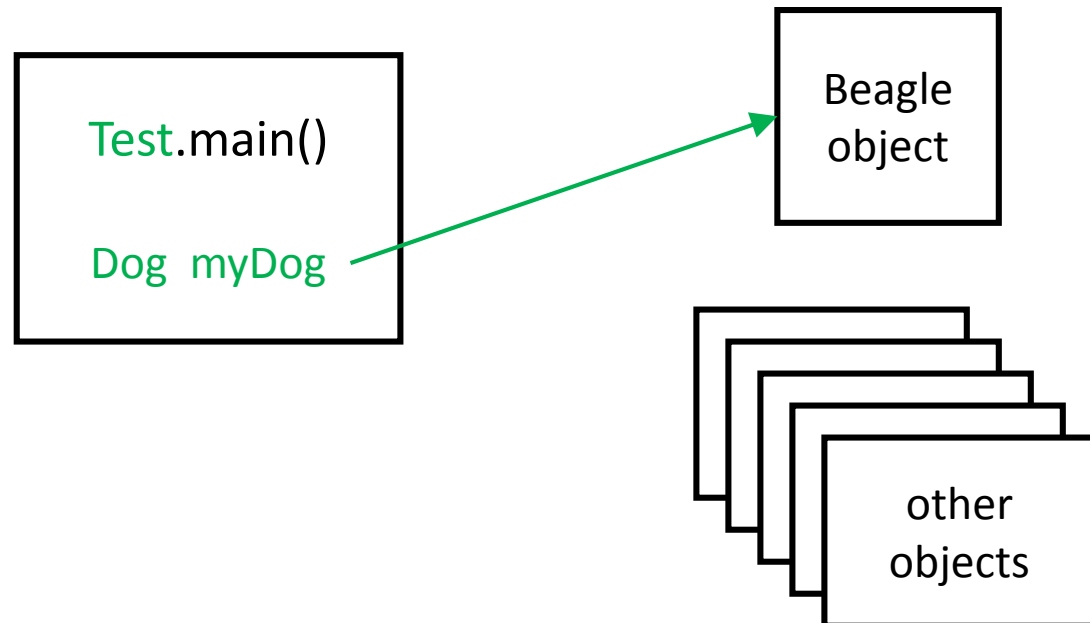 Test.main()
Dog myDog
Beagle
object
other
objects